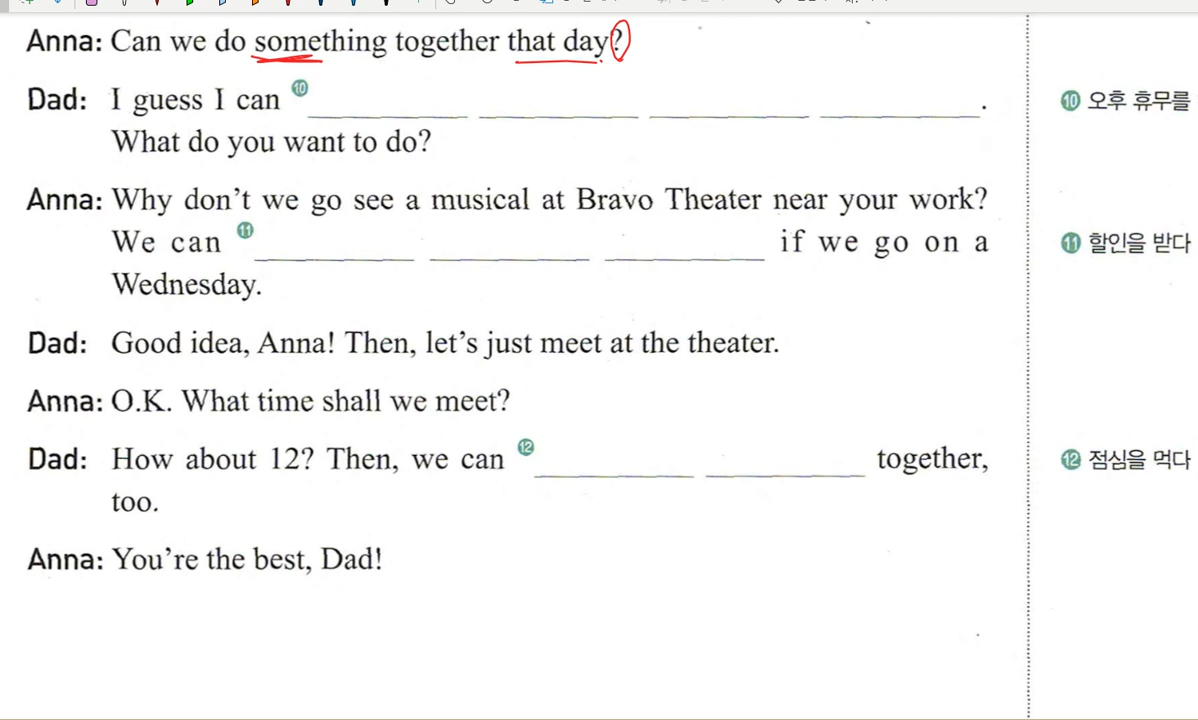 Anna: Can we do something together that day?
Dad: I guess I can ⑩ ________ ________ ________ ________.
⑩ 오후 휴무를
What do you want to do?
Anna: Why don't we go see a musical at Bravo Theater near your work?
We can ⑪ ________ ________ ________ if we go on a
⑪ 할인을 받다
Wednesday.
Dad: Good idea, Anna! Then, let's just meet at the theater.
Anna: O.K. What time shall we meet?
Dad: How about 12? Then, we can ⑫ ________ ________ together,
⑫ 점심을 먹다
too.
Anna: You're the best, Dad!